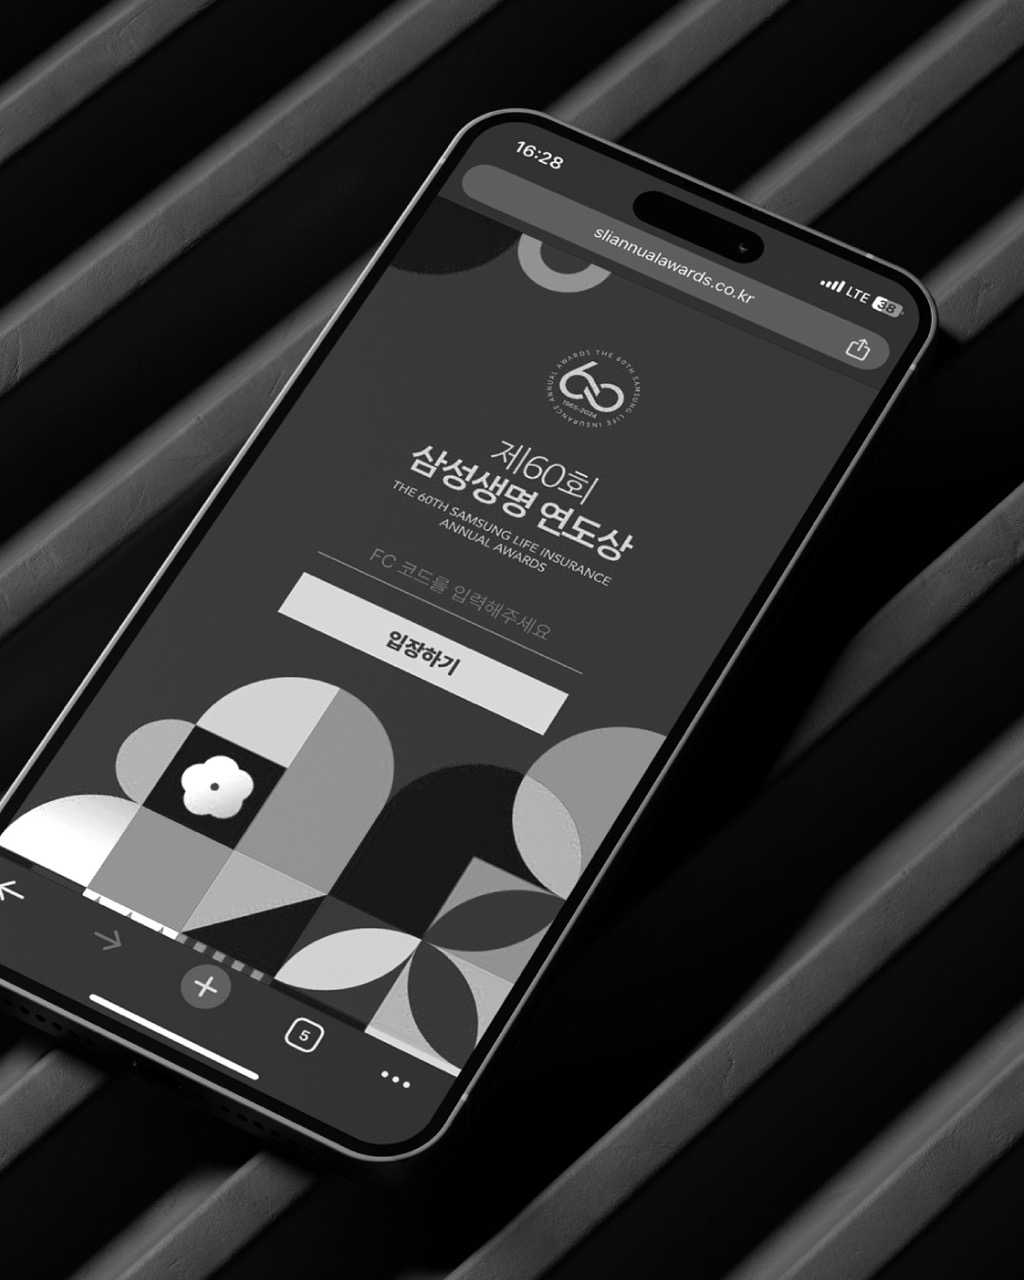 16:28
sliannualawards.co.kr
LTE 38
THE 60TH SAMSUNG LIFE INSURANCE ANNUAL AWARDS
60
1965-2024
제60회
삼성생명 연도상
THE 60TH SAMSUNG LIFE INSURANCE
ANNUAL AWARDS
FC 코드를 입력해주세요
입장하기
5